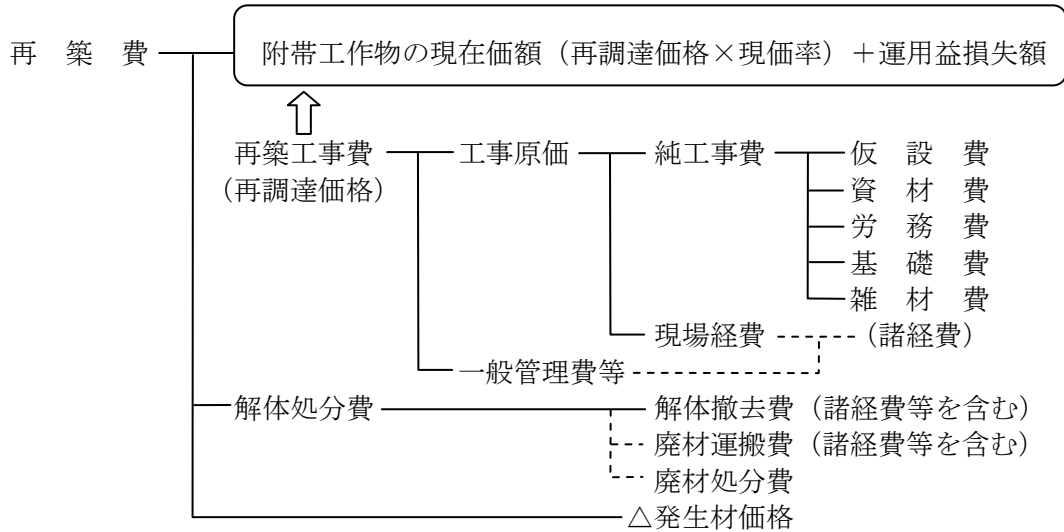 再　築　費　附帯工作物の現在価額（再調達価格×現価率）＋運用益損失額
再築工事費　工事原価　純工事費　仮　設　費
（再調達価格）　資　材　費
労　務　費
基　礎　費
雑　材　費
現場経費　（諸経費）
一般管理費等
解体処分費　解体撤去費（諸経費等を含む）
廃材運搬費（諸経費等を含む）
廃材処分費
△発生材価格